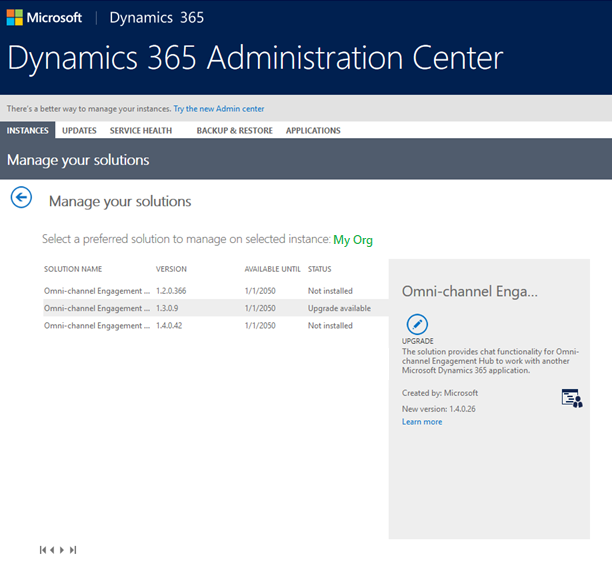 Microsoft | Dynamics 365
Dynamics 365 Administration Center
There's a better way to manage your instances. Try the new Admin center
INSTANCES UPDATES SERVICE HEALTH BACKUP & RESTORE APPLICATIONS
Manage your solutions
Manage your solutions
Select a preferred solution to manage on selected instance: My Org
SOLUTION NAME VERSION AVAILABLE UNTIL STATUS
Omni-channel Engagement ... 1.2.0.366 1/1/2050 Not installed
Omni-channel Engagement ... 1.3.0.9 1/1/2050 Upgrade available
Omni-channel Engagement ... 1.4.0.42 1/1/2050 Not installed
Omni-channel Enga...
UPGRADE
The solution provides chat functionality for Omni-
channel Engagement Hub to work with another
Microsoft Dynamics 365 application.
Created by: Microsoft
New version: 1.4.0.26
Learn more